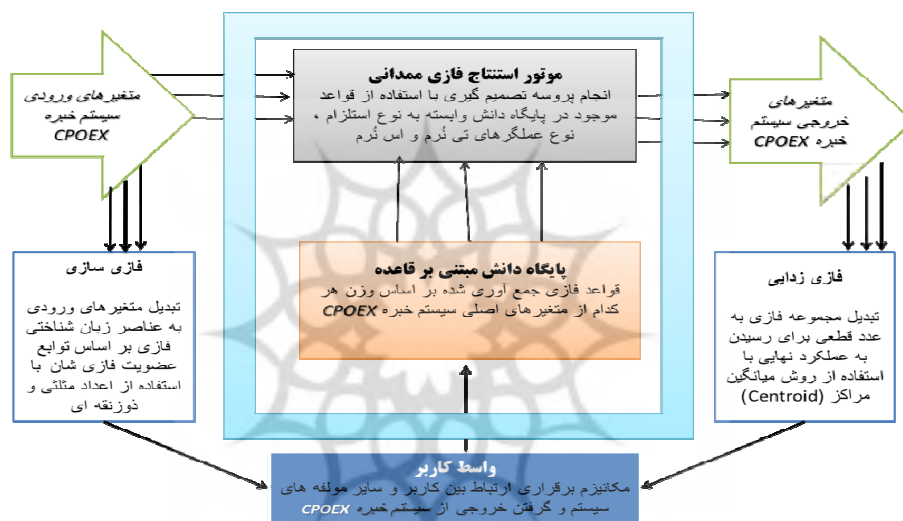 موتور استنتاج فازی ممدانی
انجام پروسه تصمیم گیری با استفاده از قواعد
موجود در پایگاه دانش وابسته به نوع استلزام ،
نوع عملگرهای تی نُرم و اس نُرم
متغیرهای ورودی
سیستم خبره
CPOEX
متغیرهای
خروجی سیستم
خبره CPOEX
پایگاه دانش مبتنی بر قاعده
قواعد فازی جمع آوری شده بر اساس وزن هر
کدام از متغیرهای اصلی سیستم خبره CPOEX
فازی سازی
تبدیل متغیرهای ورودی
به عناصر زبان شناختی
فازی بر اساس توابع
عضویت فازی شان با
استفاده از اعداد مثلثی و
ذوزنقه ای
فازی زدایی
تبدیل مجموعه فازی به
عدد قطعی برای رسیدن
به عملکرد نهایی با
استفاده از روش میانگین
مراکز (Centroid)
واسط کاربر
مکانیزم برقراری ارتباط بین کاربر و سایر مولفه های
سیستم و گرفتن خروجی از سیستم خبره CPOEX